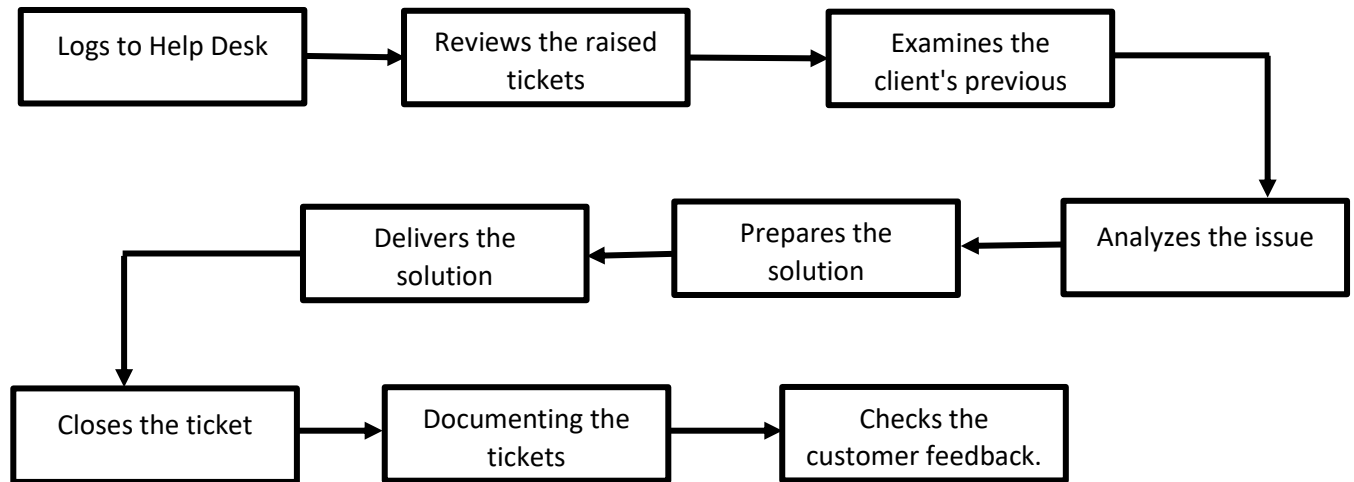 Logs to Help Desk
Reviews the raised
tickets
Examines the
client's previous
Analyzes the issue
Prepares the
solution
Delivers the
solution
Closes the ticket
Documenting the
tickets
Checks the
customer feedback.